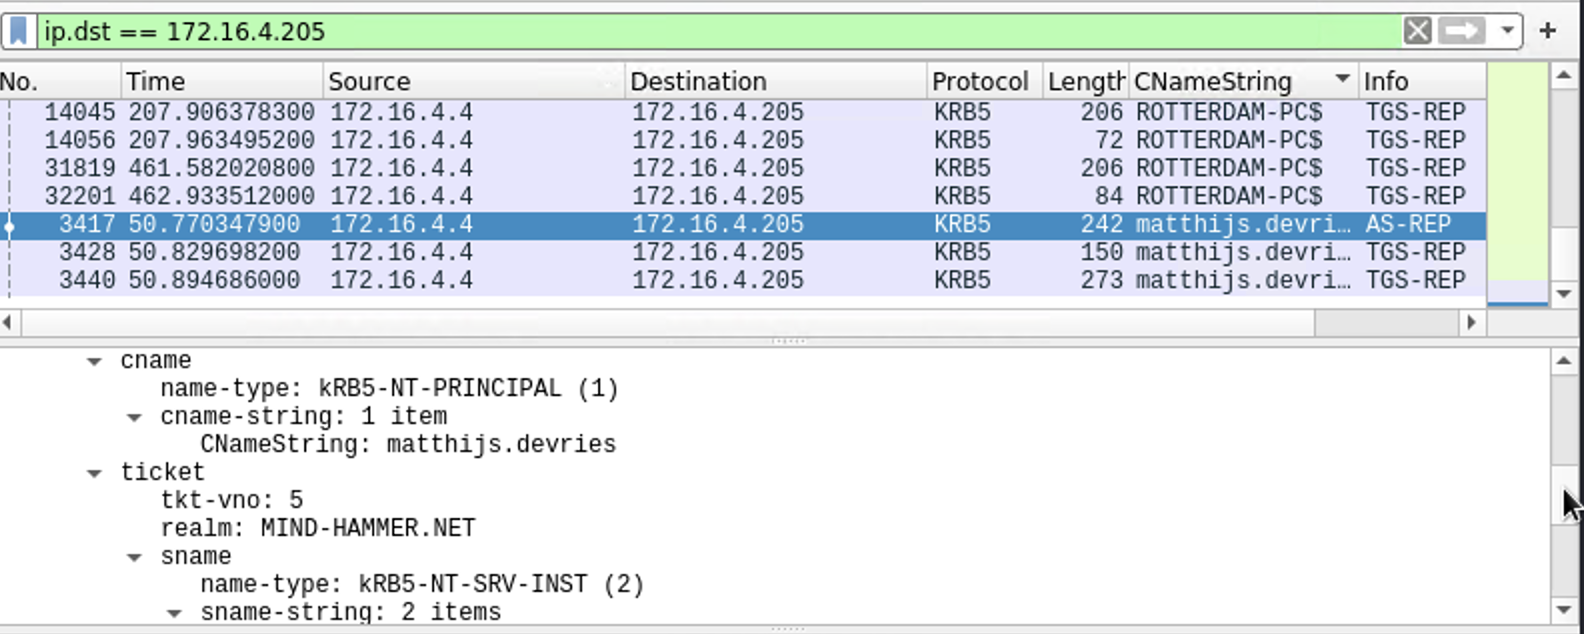 ip.dst == 172.16.4.205
No. Time Source Destination Protocol Length CNameString Info
14045 207.906378300 172.16.4.4 172.16.4.205 KRB5 206 ROTTERDAM-PC$ TGS-REP
14056 207.963495200 172.16.4.4 172.16.4.205 KRB5 72 ROTTERDAM-PC$ TGS-REP
31819 461.582020800 172.16.4.4 172.16.4.205 KRB5 206 ROTTERDAM-PC$ TGS-REP
32201 462.933512000 172.16.4.4 172.16.4.205 KRB5 84 ROTTERDAM-PC$ TGS-REP
3417 50.770347900 172.16.4.4 172.16.4.205 KRB5 242 matthijs.devri… AS-REP
3428 50.829698200 172.16.4.4 172.16.4.205 KRB5 150 matthijs.devri… TGS-REP
3440 50.894686000 172.16.4.4 172.16.4.205 KRB5 273 matthijs.devri… TGS-REP
cname
name-type: kRB5-NT-PRINCIPAL (1)
cname-string: 1 item
CNameString: matthijs.devries
ticket
tkt-vno: 5
realm: MIND-HAMMER.NET
sname
name-type: kRB5-NT-SRV-INST (2)
sname-string: 2 items